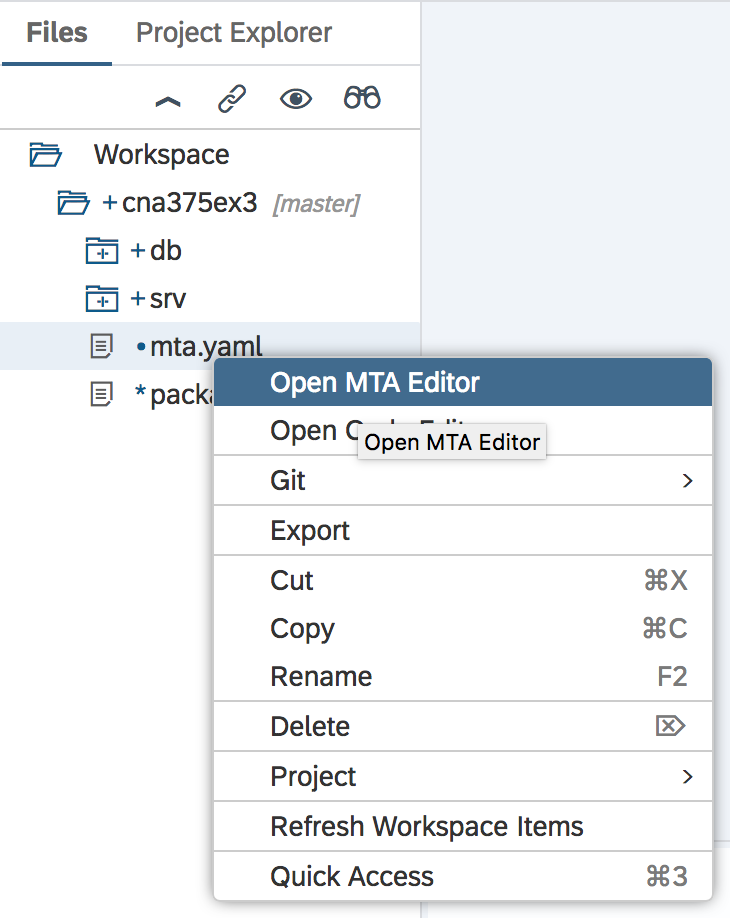 Files Project Explorer
Workspace
+cna375ex3 [master]
+db
+srv
•mta.yaml
Open MTA Editor
Open
Open MTA Editor
Git >
Export
Cut ⌘X
Copy ⌘C
Rename F2
Delete ⌦
Project >
Refresh Workspace Items
Quick Access ⌘3